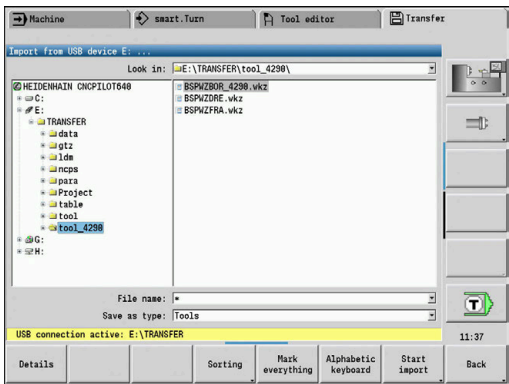 Machine
smart.Turn
Tool editor
Transfer
Import from USB device E: ...
Look in: E:\TRANSFER\tool_4290\
HEIDENHAIN CNCPILOT640
C:
E:
TRANSFER
data
gtz
ldm
ncps
para
Project
table
tool
tool_4290
G:
H:
BSPWZBOR_4290.wkz
BSPWZDRE.wkz
BSPWZFRA.wkz
File name: *
Save as type: Tools
USB connection active: E:\TRANSFER
T
11:37
Details
Sorting
Mark everything
Alphabetic keyboard
Start import
Back